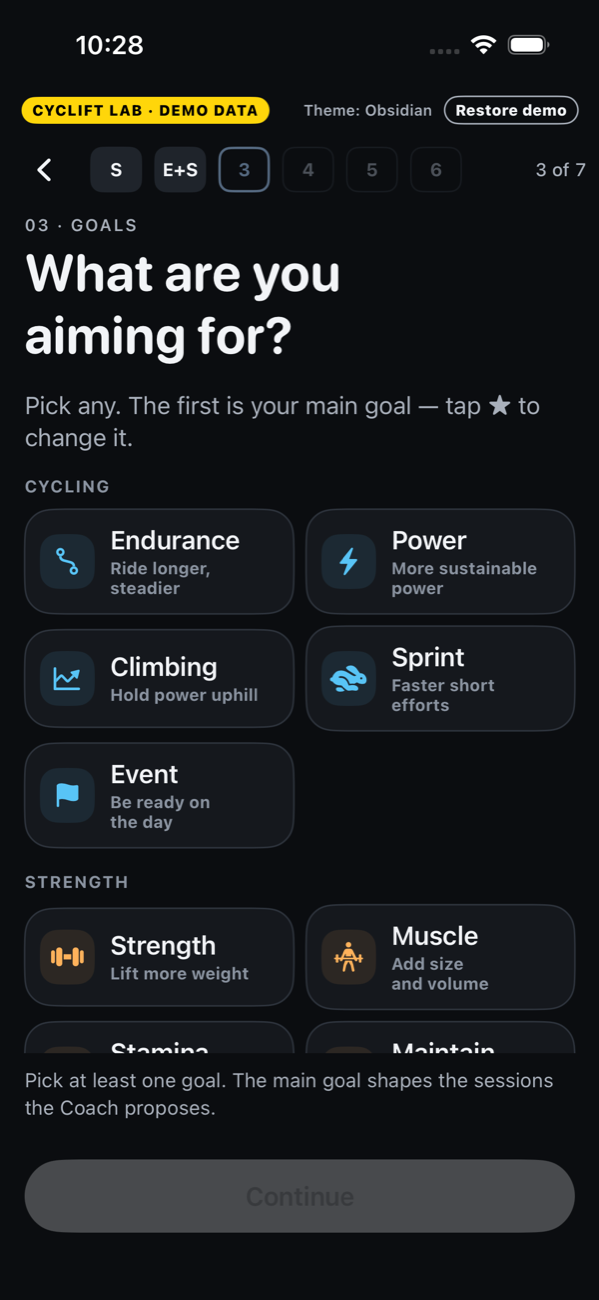 10:28
CYCLIFT LAB · DEMO DATA
Theme: Obsidian
Restore demo
S
E+S
3
4
5
6
3 of 7
03 · GOALS
What are you
aiming for?
Pick any. The first is your main goal — tap ★ to
change it.
CYCLING
Endurance
Ride longer,
steadier
Power
More sustainable
power
Climbing
Hold power uphill
Sprint
Faster short
efforts
Event
Be ready on
the day
STRENGTH
Strength
Lift more weight
Muscle
Add size
and volume
Stamina
Maintain
Pick at least one goal. The main goal shapes the sessions
the Coach proposes.
Continue